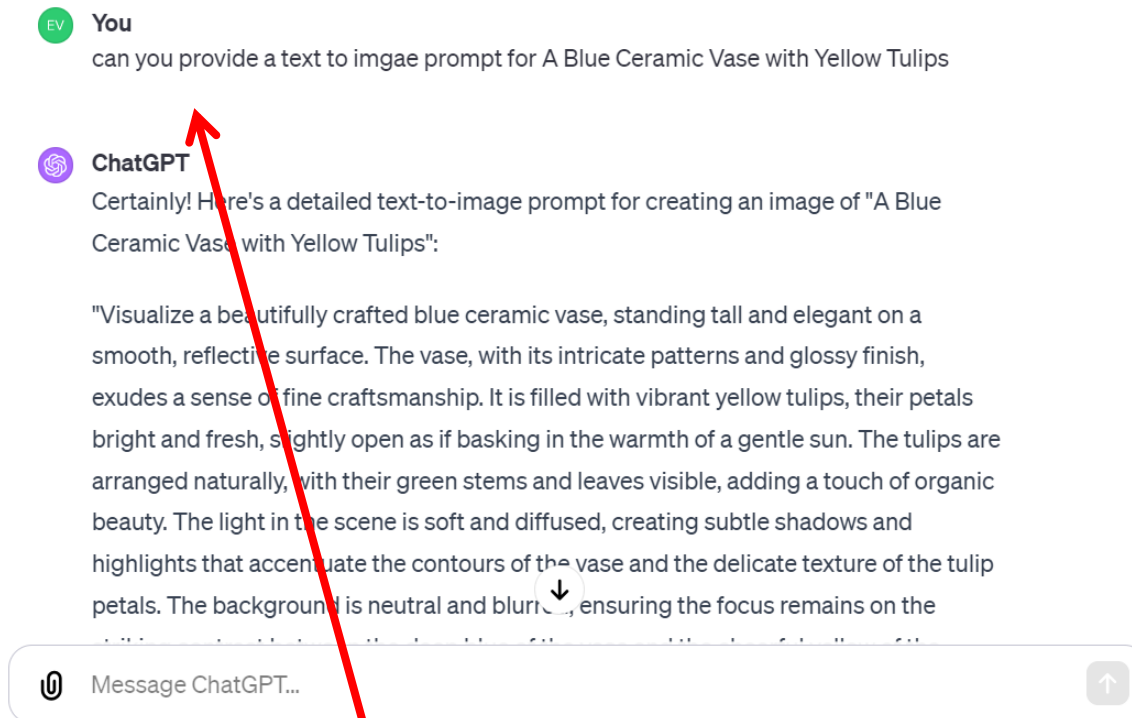 EV
You
can you provide a text to imgae prompt for A Blue Ceramic Vase with Yellow Tulips
ChatGPT
Certainly! Here's a detailed text-to-image prompt for creating an image of "A Blue
Ceramic Vase with Yellow Tulips":
"Visualize a beautifully crafted blue ceramic vase, standing tall and elegant on a
smooth, reflective surface. The vase, with its intricate patterns and glossy finish,
exudes a sense of fine craftsmanship. It is filled with vibrant yellow tulips, their petals
bright and fresh, slightly open as if basking in the warmth of a gentle sun. The tulips are
arranged naturally, with their green stems and leaves visible, adding a touch of organic
beauty. The light in the scene is soft and diffused, creating subtle shadows and
highlights that accentuate the contours of the vase and the delicate texture of the tulip
petals. The background is neutral and blurred, ensuring the focus remains on the
Message ChatGPT...